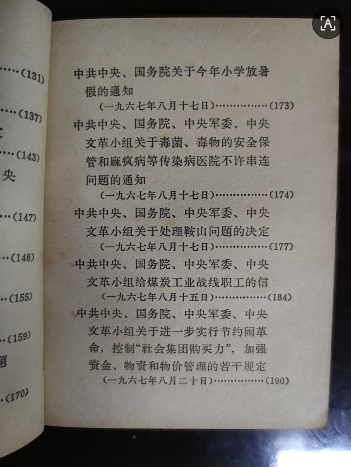 ……(131)
……(137)
……(143)
央
……(147)
……(148)
……(155)
……(159)
……(170)
中共中央、国务院关于今年小学放暑
假的通知
(一九六七年八月十七日)……………(173)
中共中央、国务院、中央军委、中央
文革小组关于毒菌、毒物的安全保
管和麻疯病等传染病医院不许串连
问题的通知
(一九六七年八月十七日)……………(174)
中共中央、国务院、中央军委、中央
文革小组关于处理鞍山问题的决定
(一九六七年八月十七日)……………(177)
中共中央、国务院、中央军委、中央
文革小组给煤炭工业战线职工的信
(一九六七年八月十五日)……………(184)
中共中央、国务院、中央军委、中央
文革小组关于进一步实行节约闹革
命，控制“社会集团购买力”，加强
资金、物资和物价管理的若干规定
(一九六七年八月二十日)……………(190)